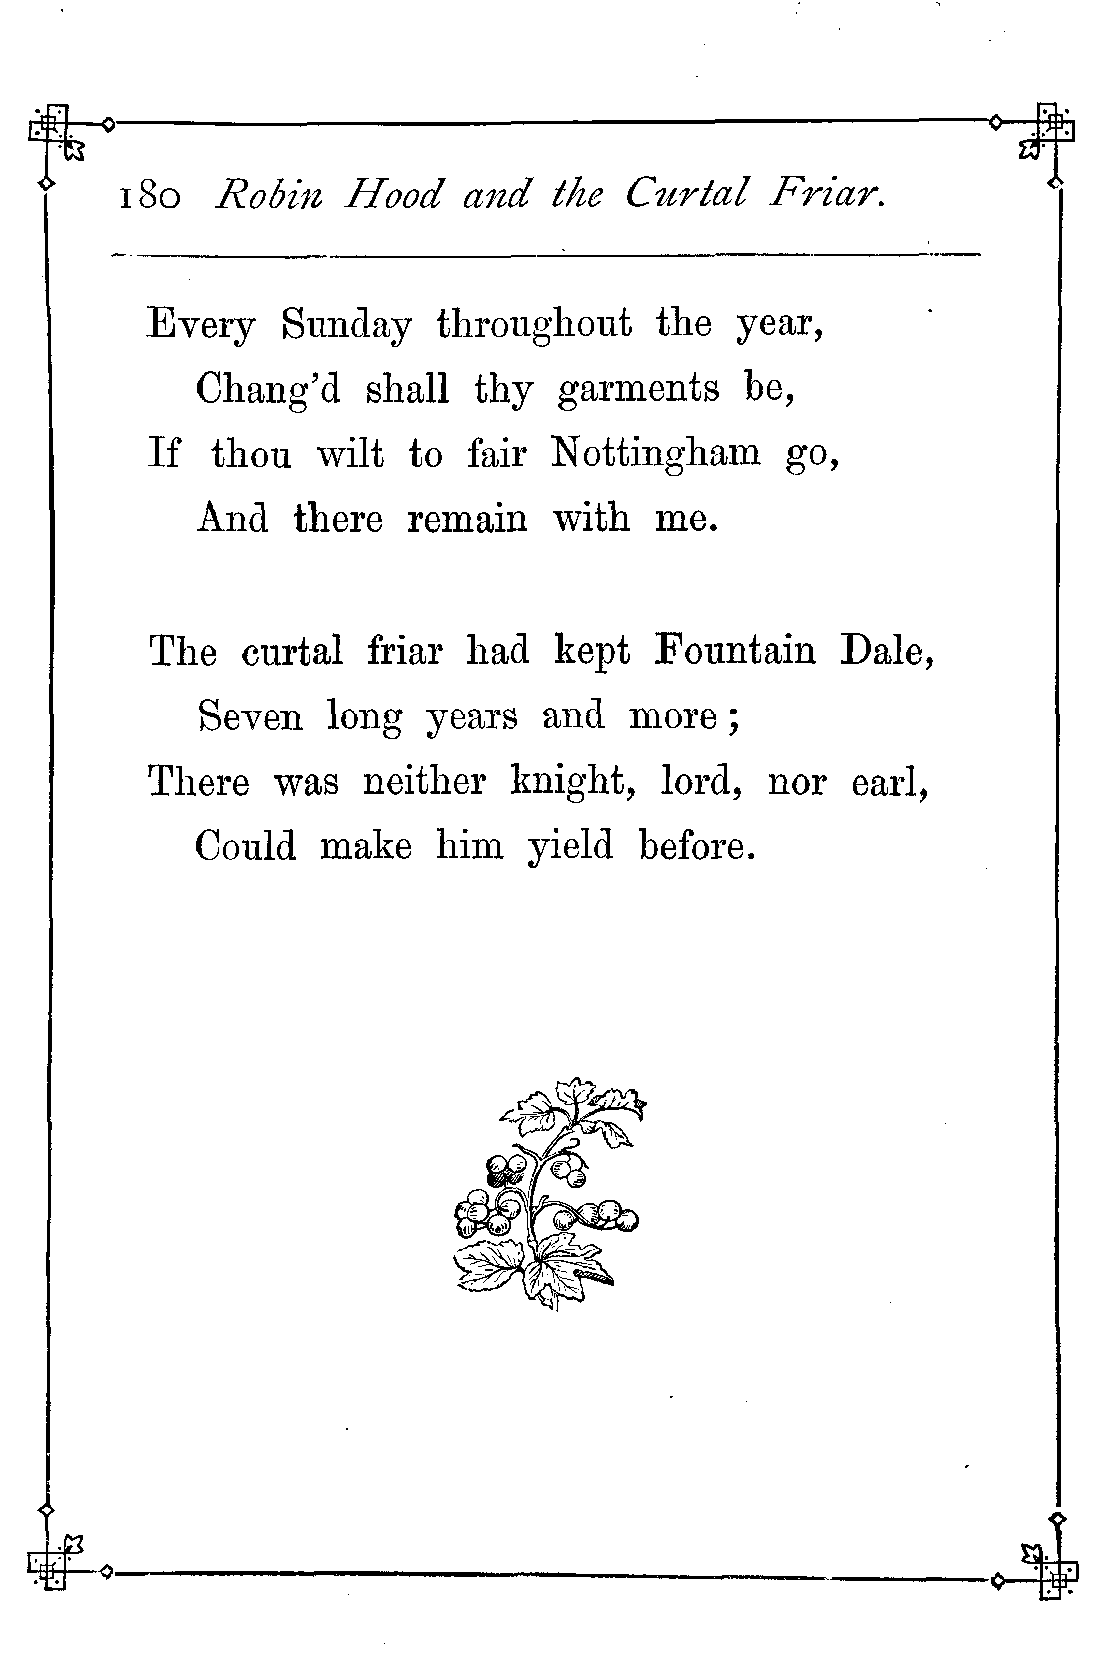 180 Robin Hood and the Curtal Friar.
Every Sunday throughout the year,
Chang'd shall thy garments be,
If thou wilt to fair Nottingham go,
And there remain with me.
The curtal friar had kept Fountain Dale,
Seven long years and more ;
There was neither knight, lord, nor earl,
Could make him yield before.